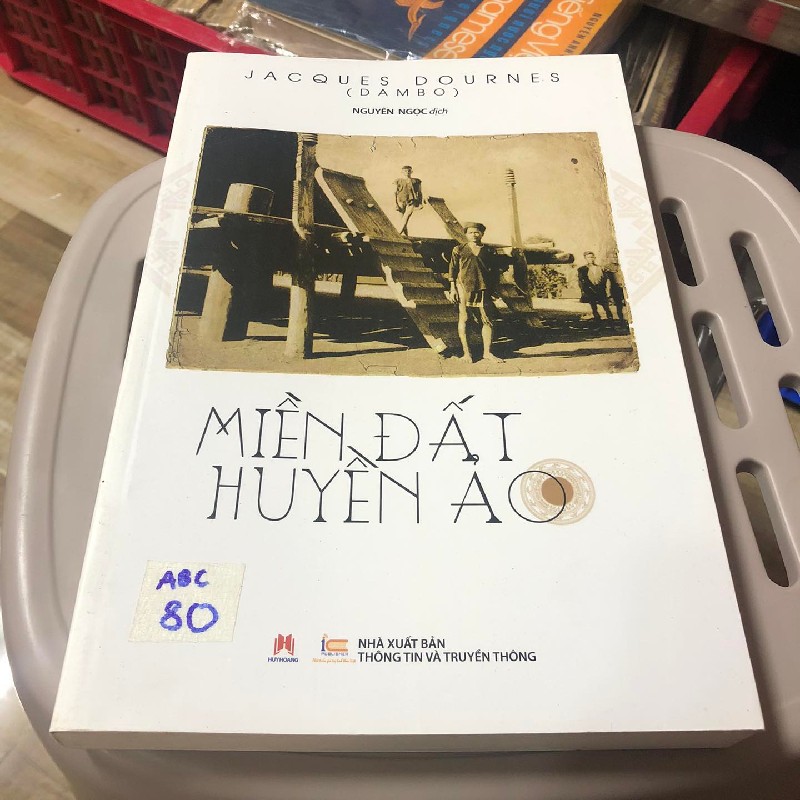 JACQUES DOURNES
(DAMBO)
NGUYÊN NGỌC dịch
MIỀN ĐẤT
HUYỀN ẢO
ABC
80
HUYHOANG
NHÀ XUẤT BẢN
THÔNG TIN VÀ TRUYỀN THÔNG